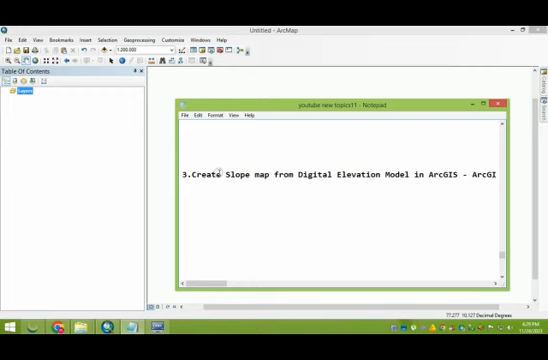 Untitled - ArcMap
File Edit View Bookmarks Insert Selection Geoprocessing Customize Windows Help
1:200,000
Table Of Contents
Layers
youtube new topics11 - Notepad
File Edit Format View Help
3.Create Slope map from Digital Elevation Model in ArcGIS - ArcGI
Catalog
Search
77.277 10.127 Decimal Degrees